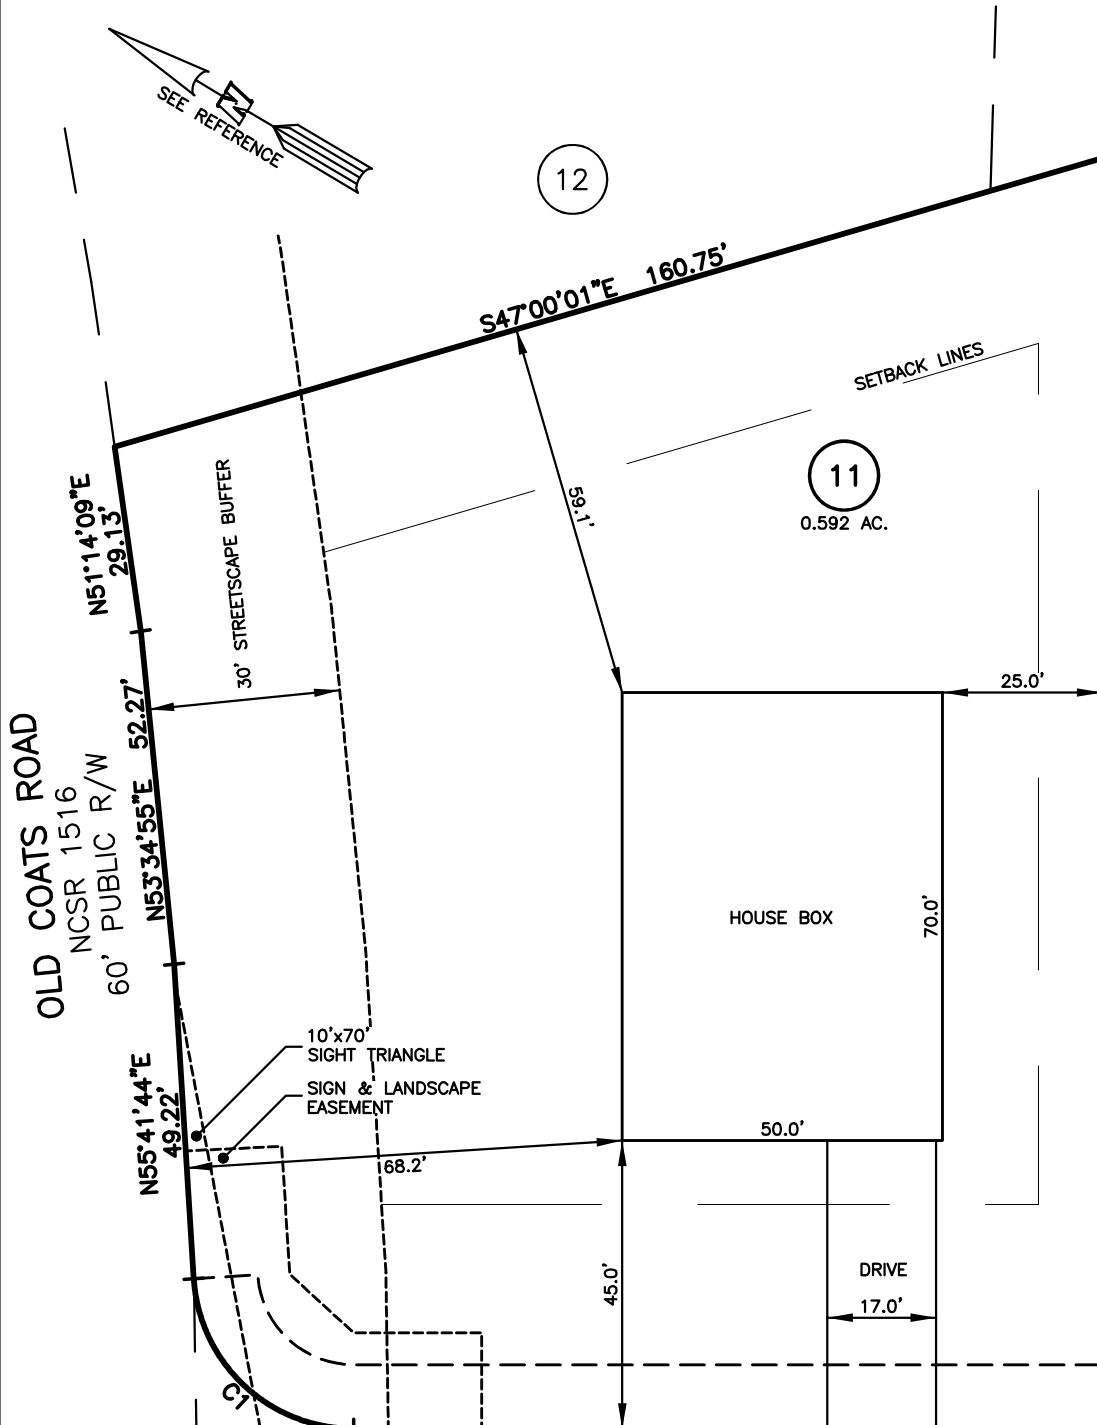 N
SEE REFERENCE
12
S47°00'01"E 160.75'
SETBACK LINES
11
0.592 AC.
N51°14'09"E
29.13'
30' STREETSCAPE BUFFER
59.1'
25.0'
N53°34'55"E 52.27'
OLD COATS ROAD
NCSR 1516
60' PUBLIC R/W
HOUSE BOX
70.0'
10'x70'
SIGHT TRIANGLE
SIGN & LANDSCAPE
EASEMENT
N55°41'44"E
49.22'
50.0'
68.2'
45.0'
DRIVE
17.0'
C1